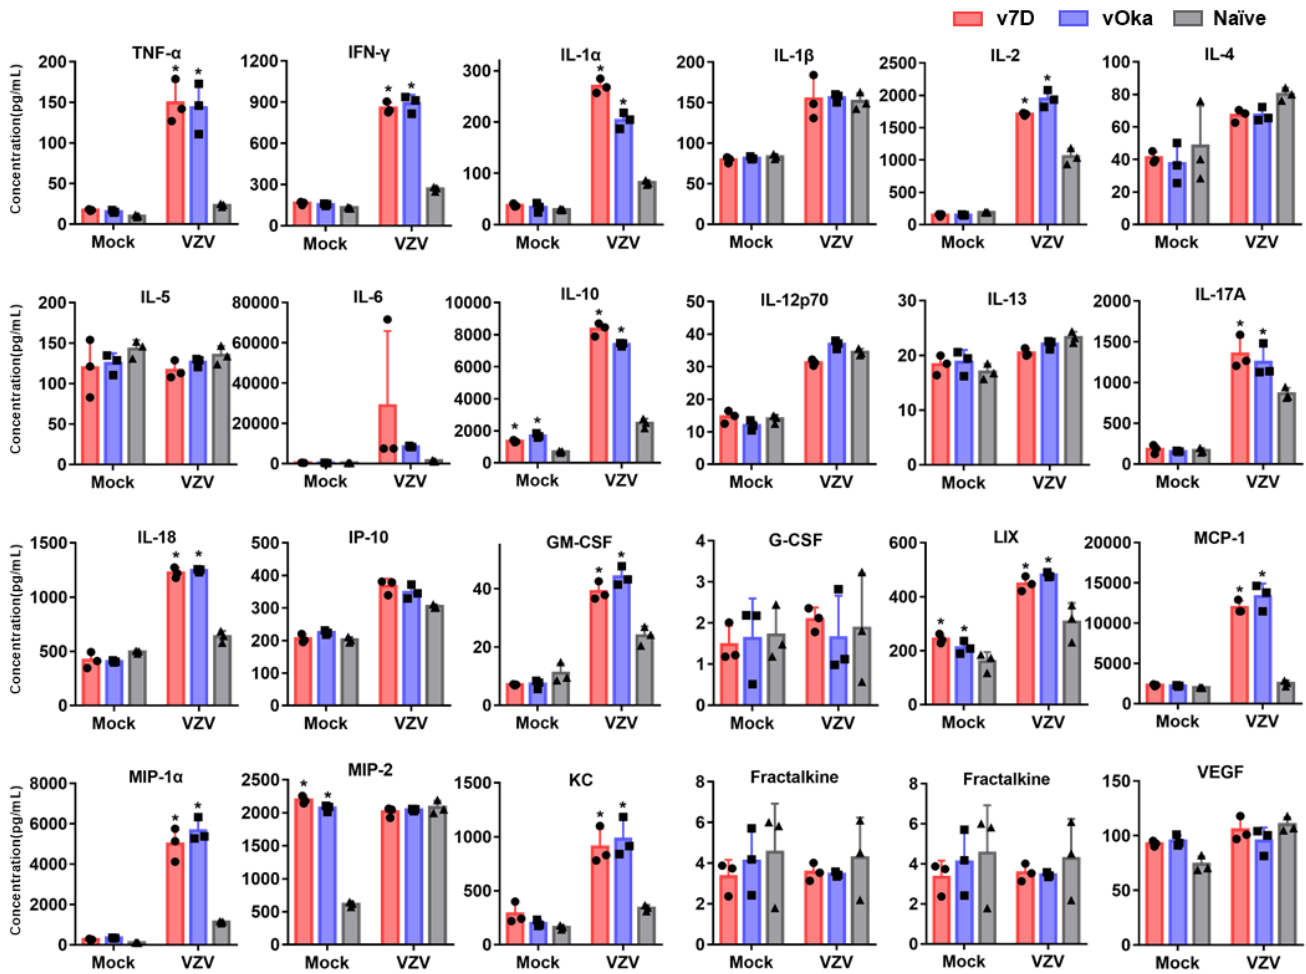 v7D vOka Naïve
TNF-α IFN-γ IL-1α IL-1β IL-2 IL-4
Concentration(pg/mL)
200 150 100 50 0
1200 900 600 300 0
300 200 100 0
200 150 100 50 0
2500 2000 1500 1000 500 0
100 80 60 40 20 0
* * * * * * * *
Mock VZV Mock VZV Mock VZV Mock VZV Mock VZV Mock VZV
IL-5 IL-6 IL-10 IL-12p70 IL-13 IL-17A
Concentration(pg/mL)
200 150 100 50 0
80000 60000 40000 20000 0
10000 8000 6000 4000 2000 0
50 40 30 20 10 0
30 20 10 0
2000 1500 1000 500 0
* * * * * *
Mock VZV Mock VZV Mock VZV Mock VZV Mock VZV Mock VZV
IL-18 IP-10 GM-CSF G-CSF LIX MCP-1
Concentration(pg/mL)
1500 1000 500 0
500 400 300 200 100 0
40 20 0
4 3 2 1 0
600 400 200 0
20000 15000 10000 5000 0
* * * * * * * * * *
Mock VZV Mock VZV Mock VZV Mock VZV Mock VZV Mock VZV
MIP-1α MIP-2 KC Fractalkine Fractalkine VEGF
Concentration(pg/mL)
8000 6000 4000 2000 0
2500 2000 1500 1000 500 0
1500 1000 500 0
8 6 4 2 0
8 6 4 2 0
150 100 50 0
* * * * * *
Mock VZV Mock VZV Mock VZV Mock VZV Mock VZV Mock VZV